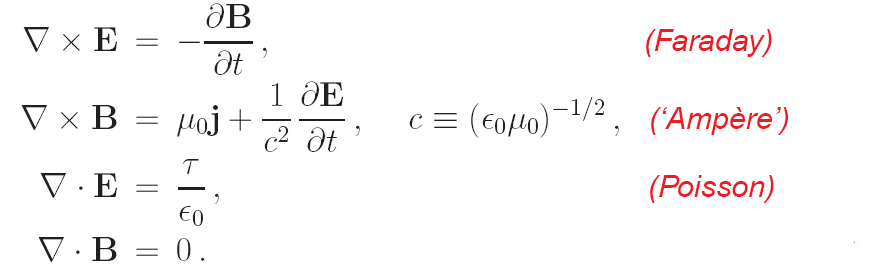 ∇ × E = −∂B/∂t , (Faraday)
∇ × B = μ₀j + 1/c² ∂E/∂t , c ≡ (ϵ₀μ₀)^{−1/2} , (‘Ampère’)
∇ · E = τ/ϵ₀ , (Poisson)
∇ · B = 0 .